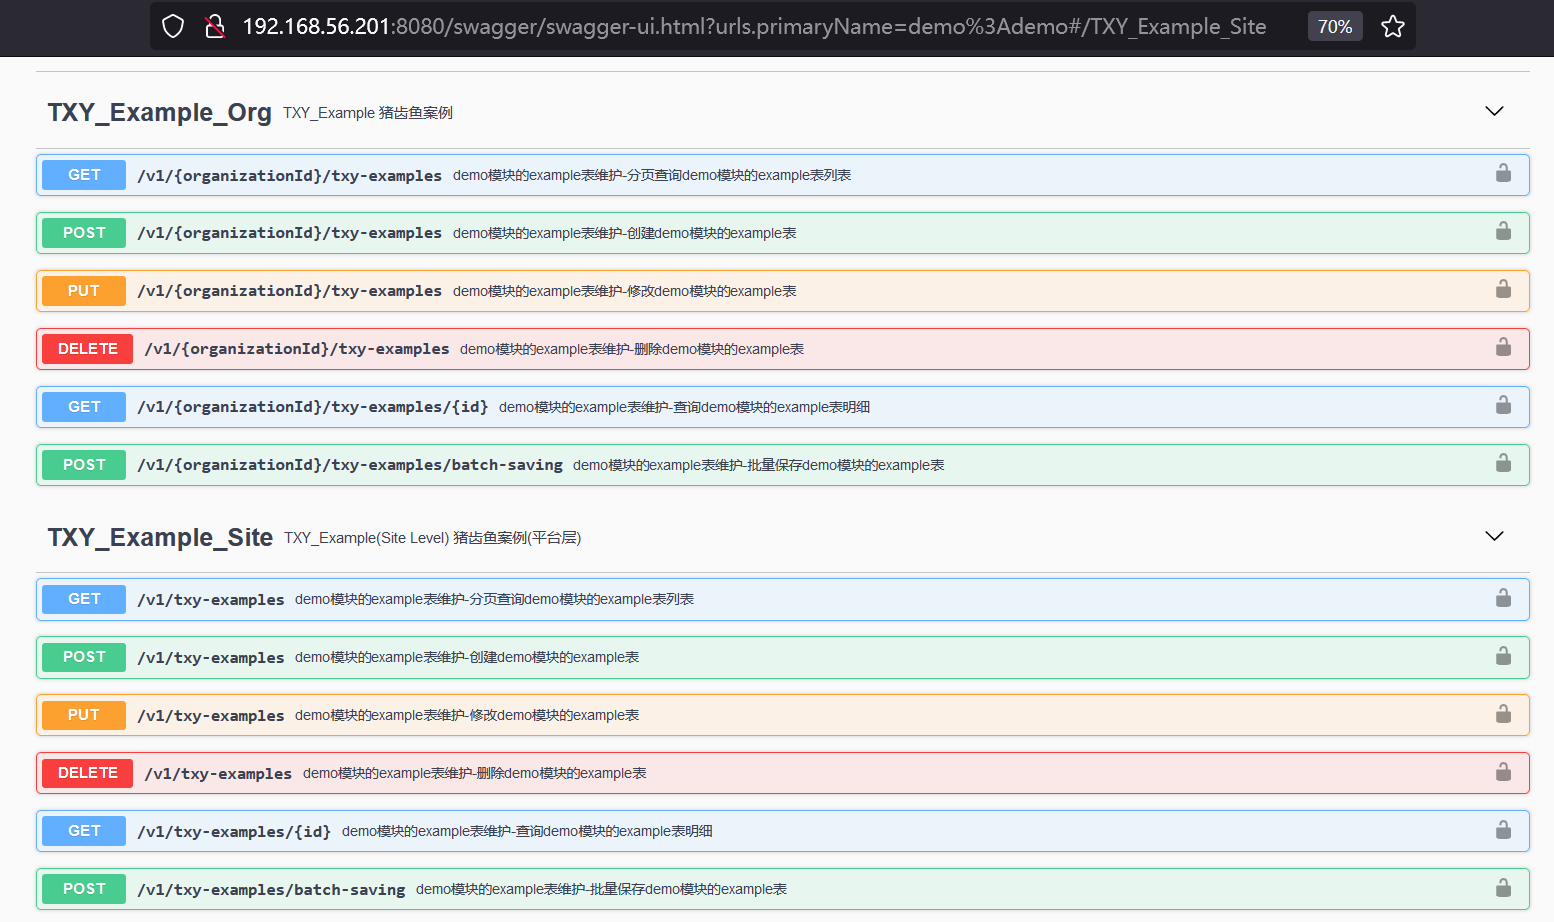 192.168.56.201:8080/swagger/swagger-ui.html?urls.primaryName=demo%3Ademo#/TXY_Example_Site 70%
TXY_Example_Org TXY_Example 猪齿鱼案例
GET /v1/{organizationId}/txy-examples demo模块的example表维护-分页查询demo模块的example表列表
POST /v1/{organizationId}/txy-examples demo模块的example表维护-创建demo模块的example表
PUT /v1/{organizationId}/txy-examples demo模块的example表维护-修改demo模块的example表
DELETE /v1/{organizationId}/txy-examples demo模块的example表维护-删除demo模块的example表
GET /v1/{organizationId}/txy-examples/{id} demo模块的example表维护-查询demo模块的example表明细
POST /v1/{organizationId}/txy-examples/batch-saving demo模块的example表维护-批量保存demo模块的example表
TXY_Example_Site TXY_Example(Site Level) 猪齿鱼案例(平台层)
GET /v1/txy-examples demo模块的example表维护-分页查询demo模块的example表列表
POST /v1/txy-examples demo模块的example表维护-创建demo模块的example表
PUT /v1/txy-examples demo模块的example表维护-修改demo模块的example表
DELETE /v1/txy-examples demo模块的example表维护-删除demo模块的example表
GET /v1/txy-examples/{id} demo模块的example表维护-查询demo模块的example表明细
POST /v1/txy-examples/batch-saving demo模块的example表维护-批量保存demo模块的example表